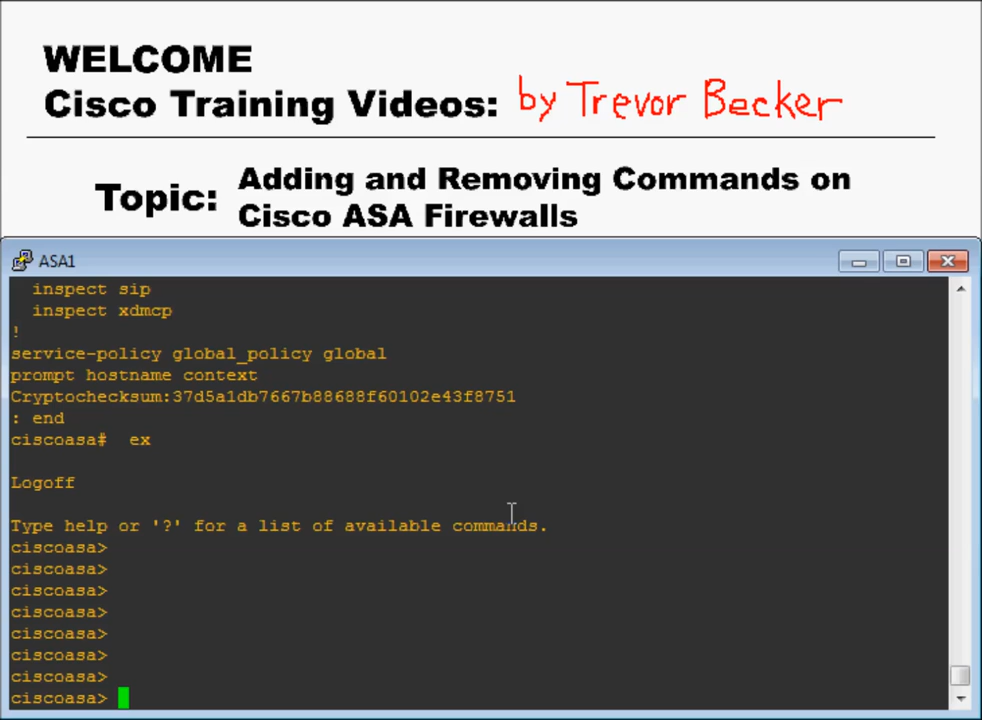 WELCOME
Cisco Training Videos: by Trevor Becker
Topic: Adding and Removing Commands on
Cisco ASA Firewalls
ASA1
inspect sip
inspect xdmcp
!
service-policy global_policy global
prompt hostname context
Cryptochecksum:37d5a1db7667b88688f60102e43f8751
: end
ciscoasa# ex
Logoff
Type help or '?' for a list of available commands.
ciscoasa>
ciscoasa>
ciscoasa>
ciscoasa>
ciscoasa>
ciscoasa>
ciscoasa>
ciscoasa>